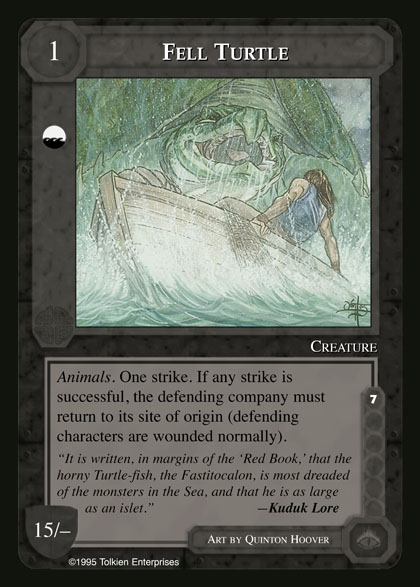 1
FELL TURTLE
CREATURE
Animals. One strike. If any strike is
successful, the defending company must
return to its site of origin (defending
characters are wounded normally).
7
“It is written, in margins of the ‘Red Book,’ that the
horny Turtle-fish, the Fastitocalon, is most dreaded
of the monsters in the Sea, and that he is as large
as an islet.” —Kuduk Lore
15/–
ART BY QUINTON HOOVER
©1995 Tolkien Enterprises